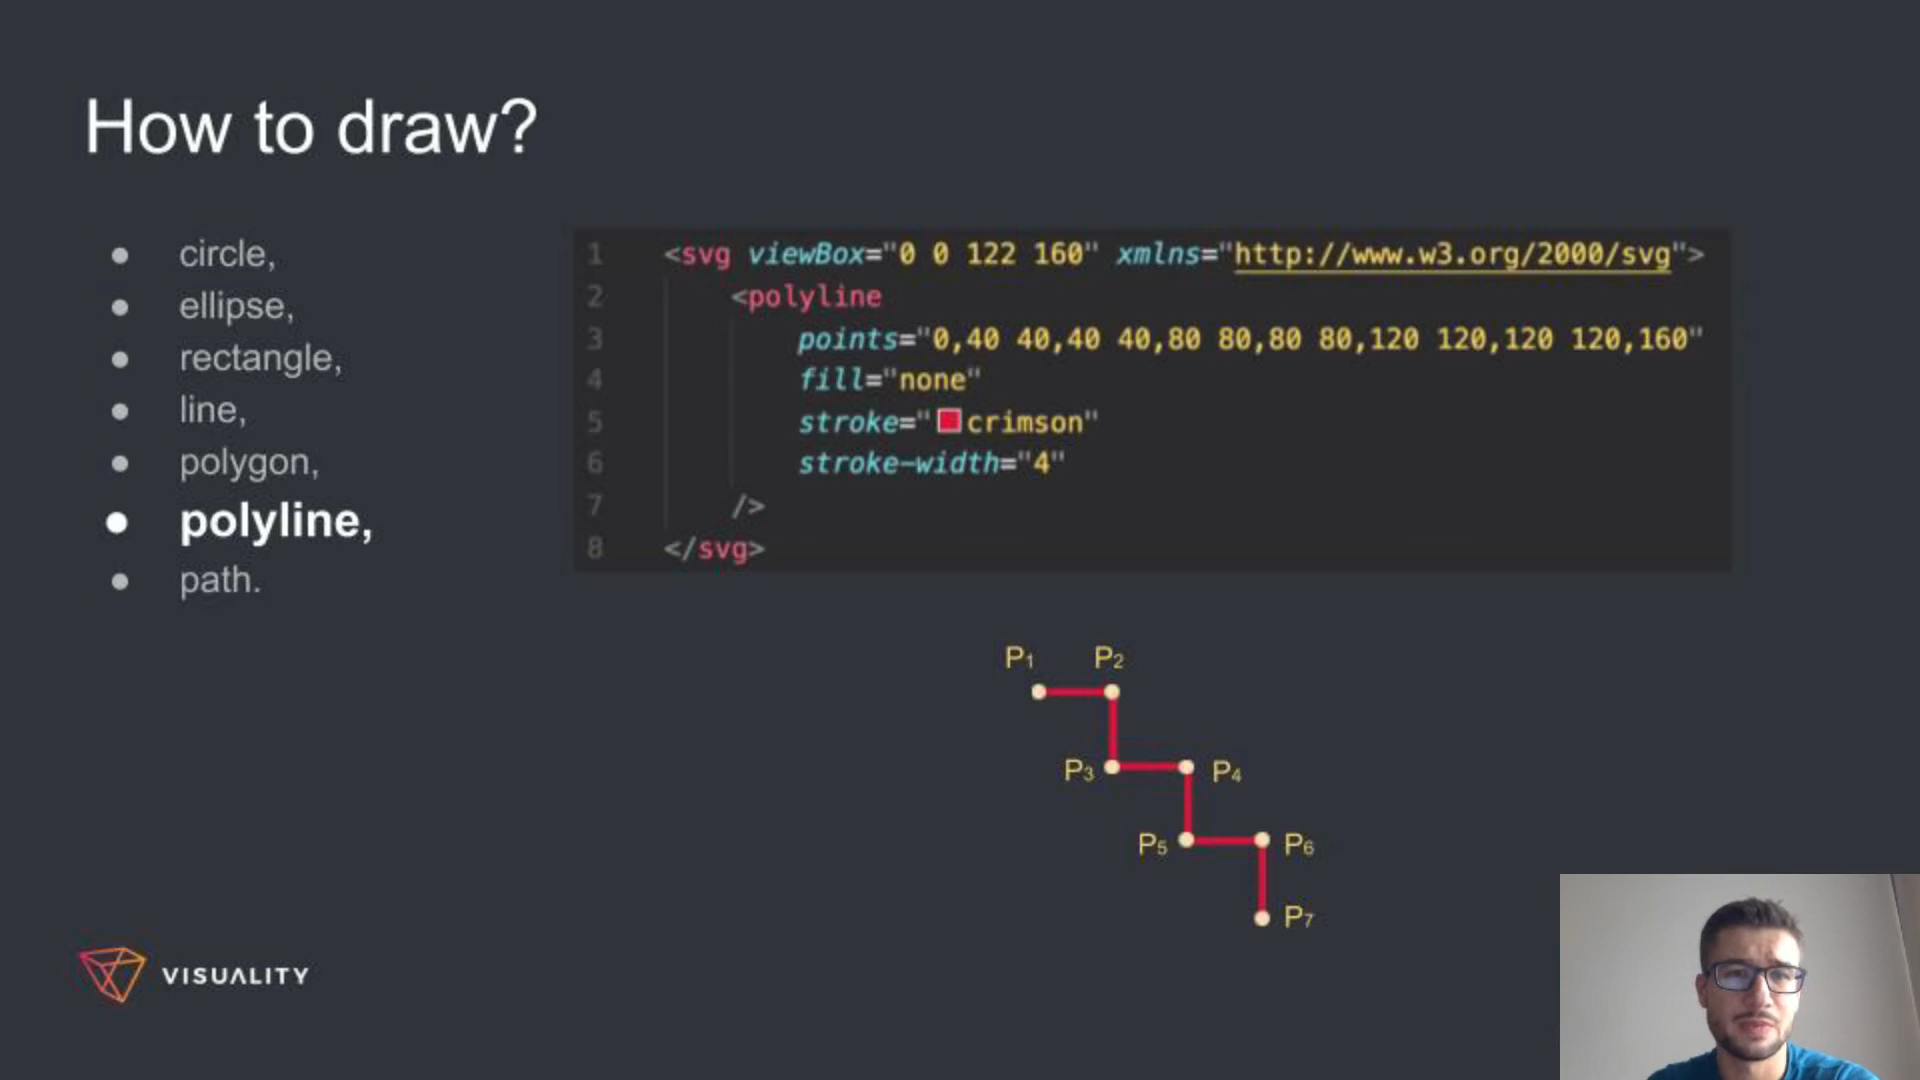 How to draw?
● circle,
● ellipse,
● rectangle,
● line,
● polygon,
● polyline,
● path.
1 <svg viewBox="0 0 122 160" xmlns="http://www.w3.org/2000/svg">
2 <polyline
3 points="0,40 40,40 40,80 80,80 80,120 120,120 120,160"
4 fill="none"
5 stroke="crimson"
6 stroke-width="4"
7 />
8 </svg>
P1 P2
P3 P4
P5 P6
P7
VISUALITY